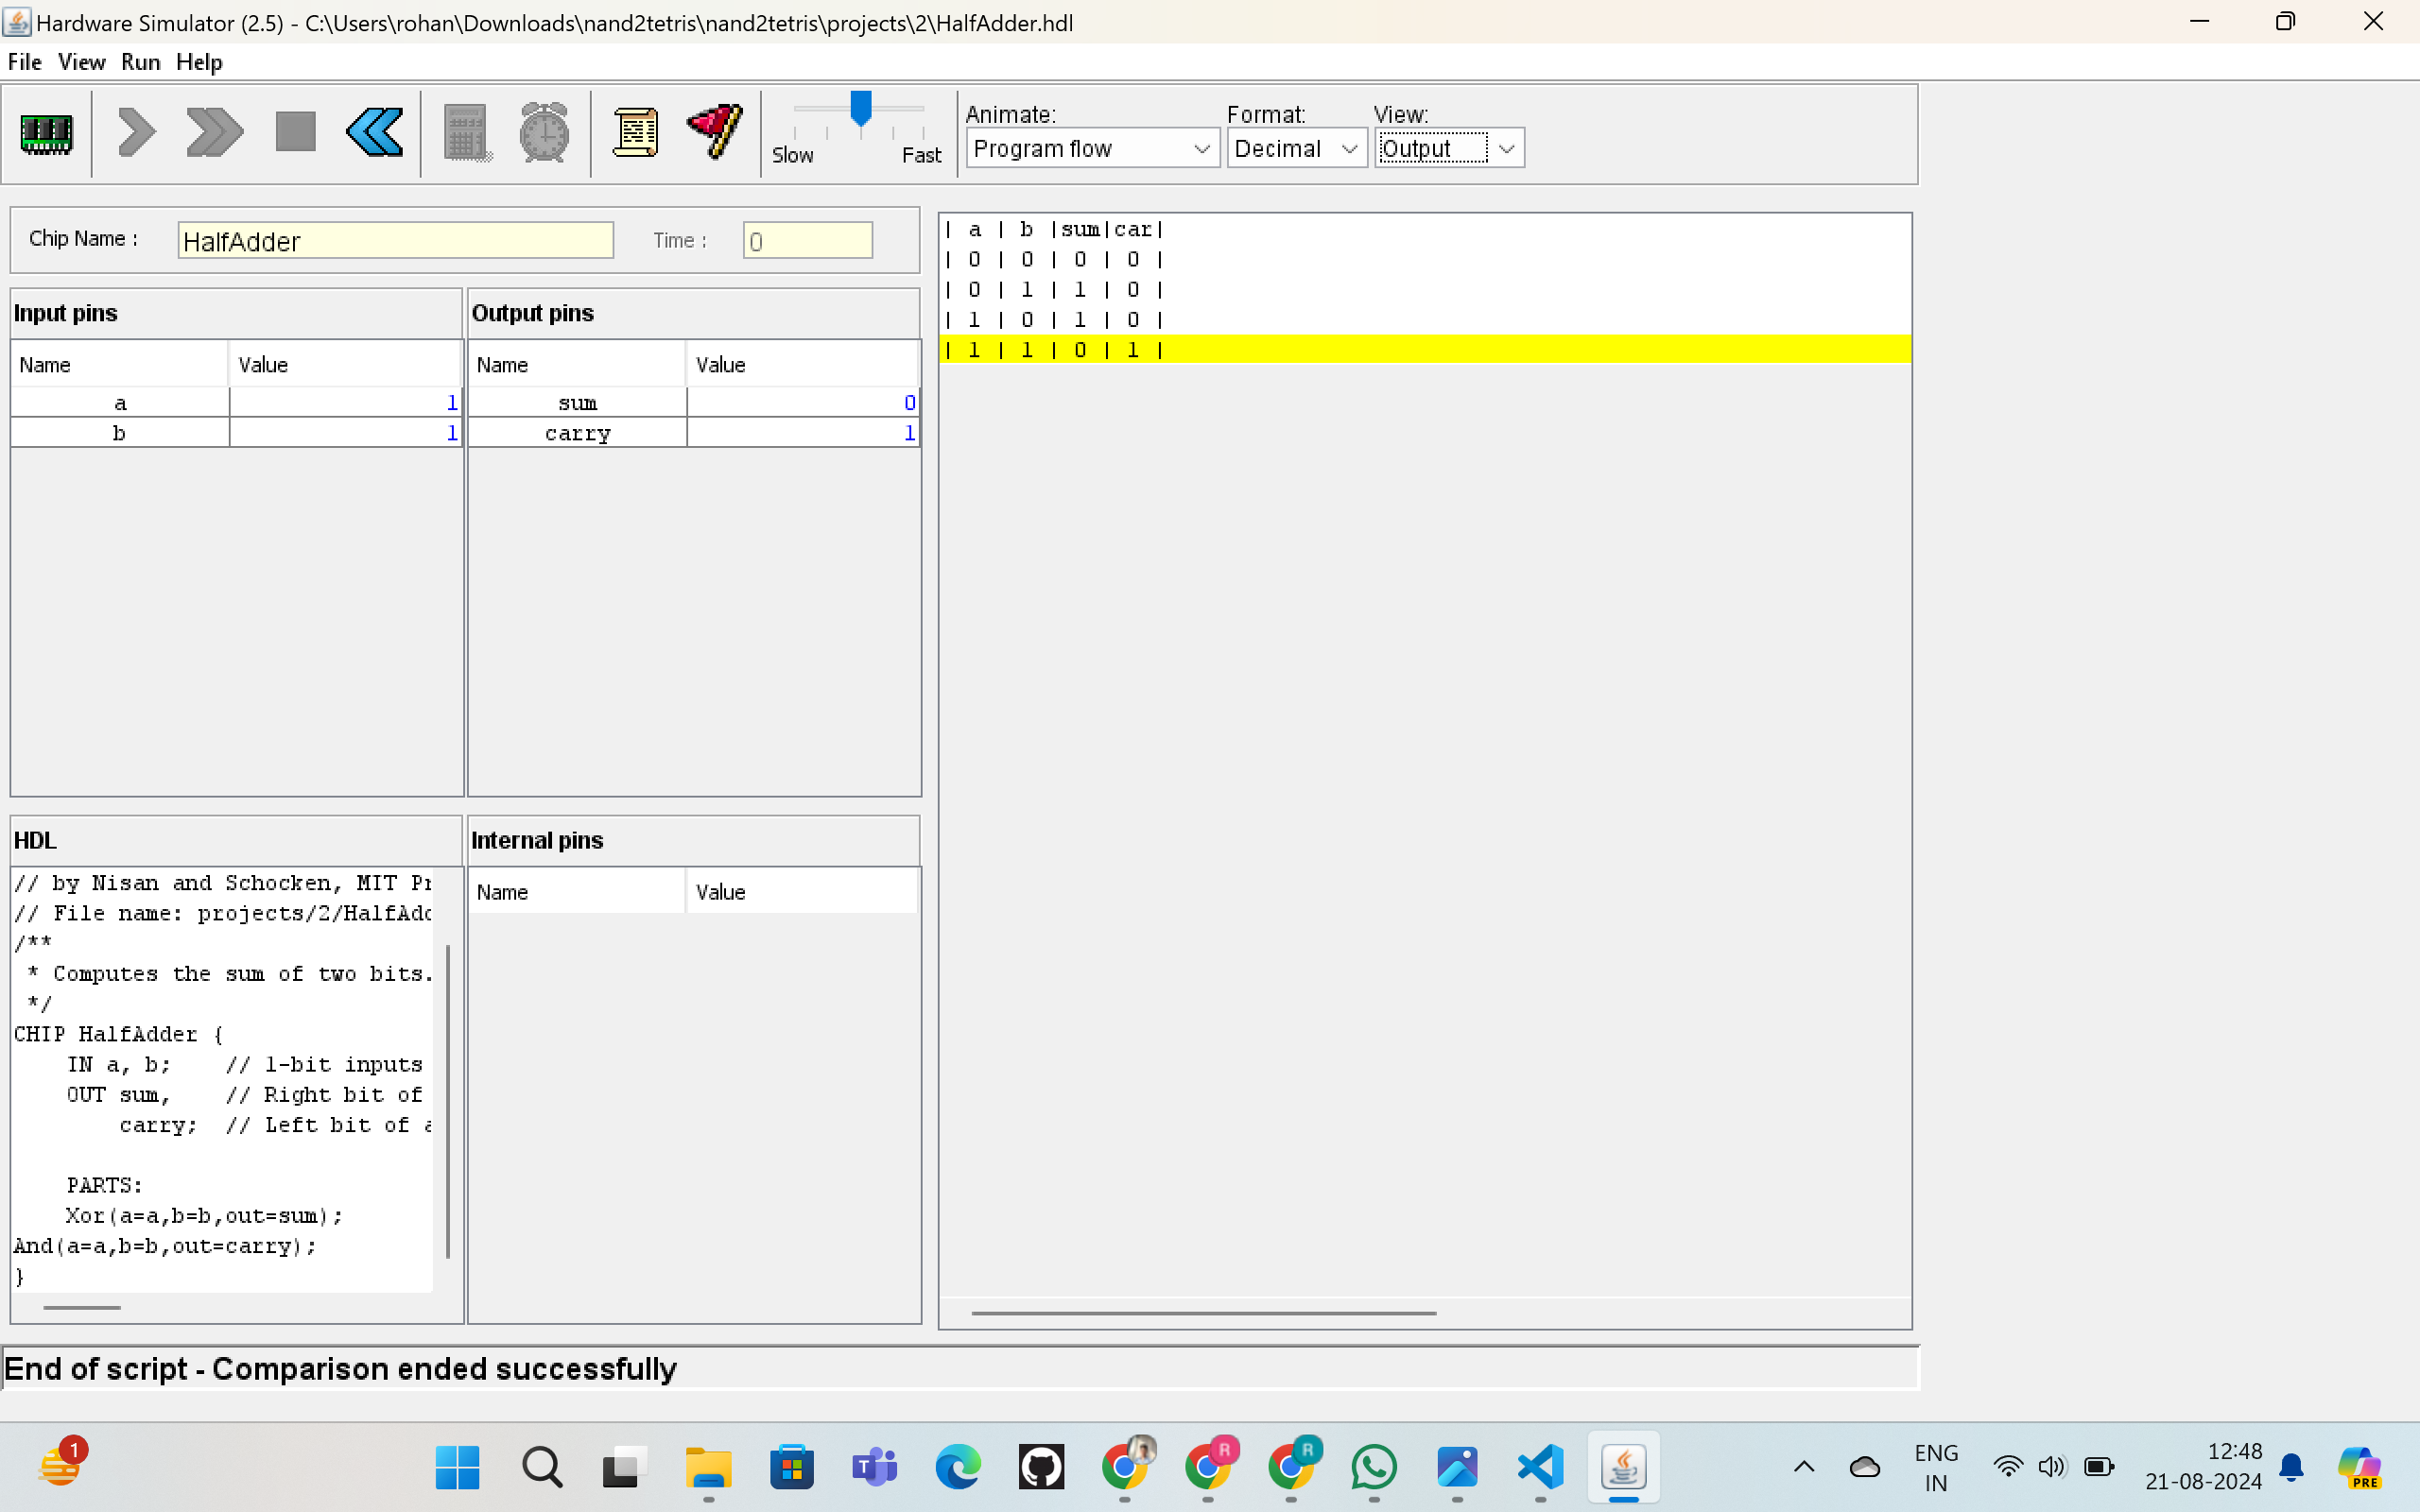 Hardware Simulator (2.5) - C:\Users\rohan\Downloads\nand2tetris\nand2tetris\projects\2\HalfAdder.hdl
File View Run Help
Slow Fast
Animate: Format: View:
Program flow Decimal Output
Chip Name : HalfAdder Time : 0
Input pins
Name Value
a 1
b 1
Output pins
Name Value
sum 0
carry 1
| a | b |sum|car|
| 0 | 0 | 0 | 0 |
| 0 | 1 | 1 | 0 |
| 1 | 0 | 1 | 0 |
| 1 | 1 | 0 | 1 |
HDL
// by Nisan and Schocken, MIT Pr
// File name: projects/2/HalfAdd
/**
* Computes the sum of two bits.
*/
CHIP HalfAdder {
IN a, b; // 1-bit inputs
OUT sum, // Right bit of
carry; // Left bit of a
PARTS:
Xor(a=a,b=b,out=sum);
And(a=a,b=b,out=carry);
}
Internal pins
Name Value
End of script - Comparison ended successfully
1
R
R
ENG
IN
12:48
21-08-2024
PRE